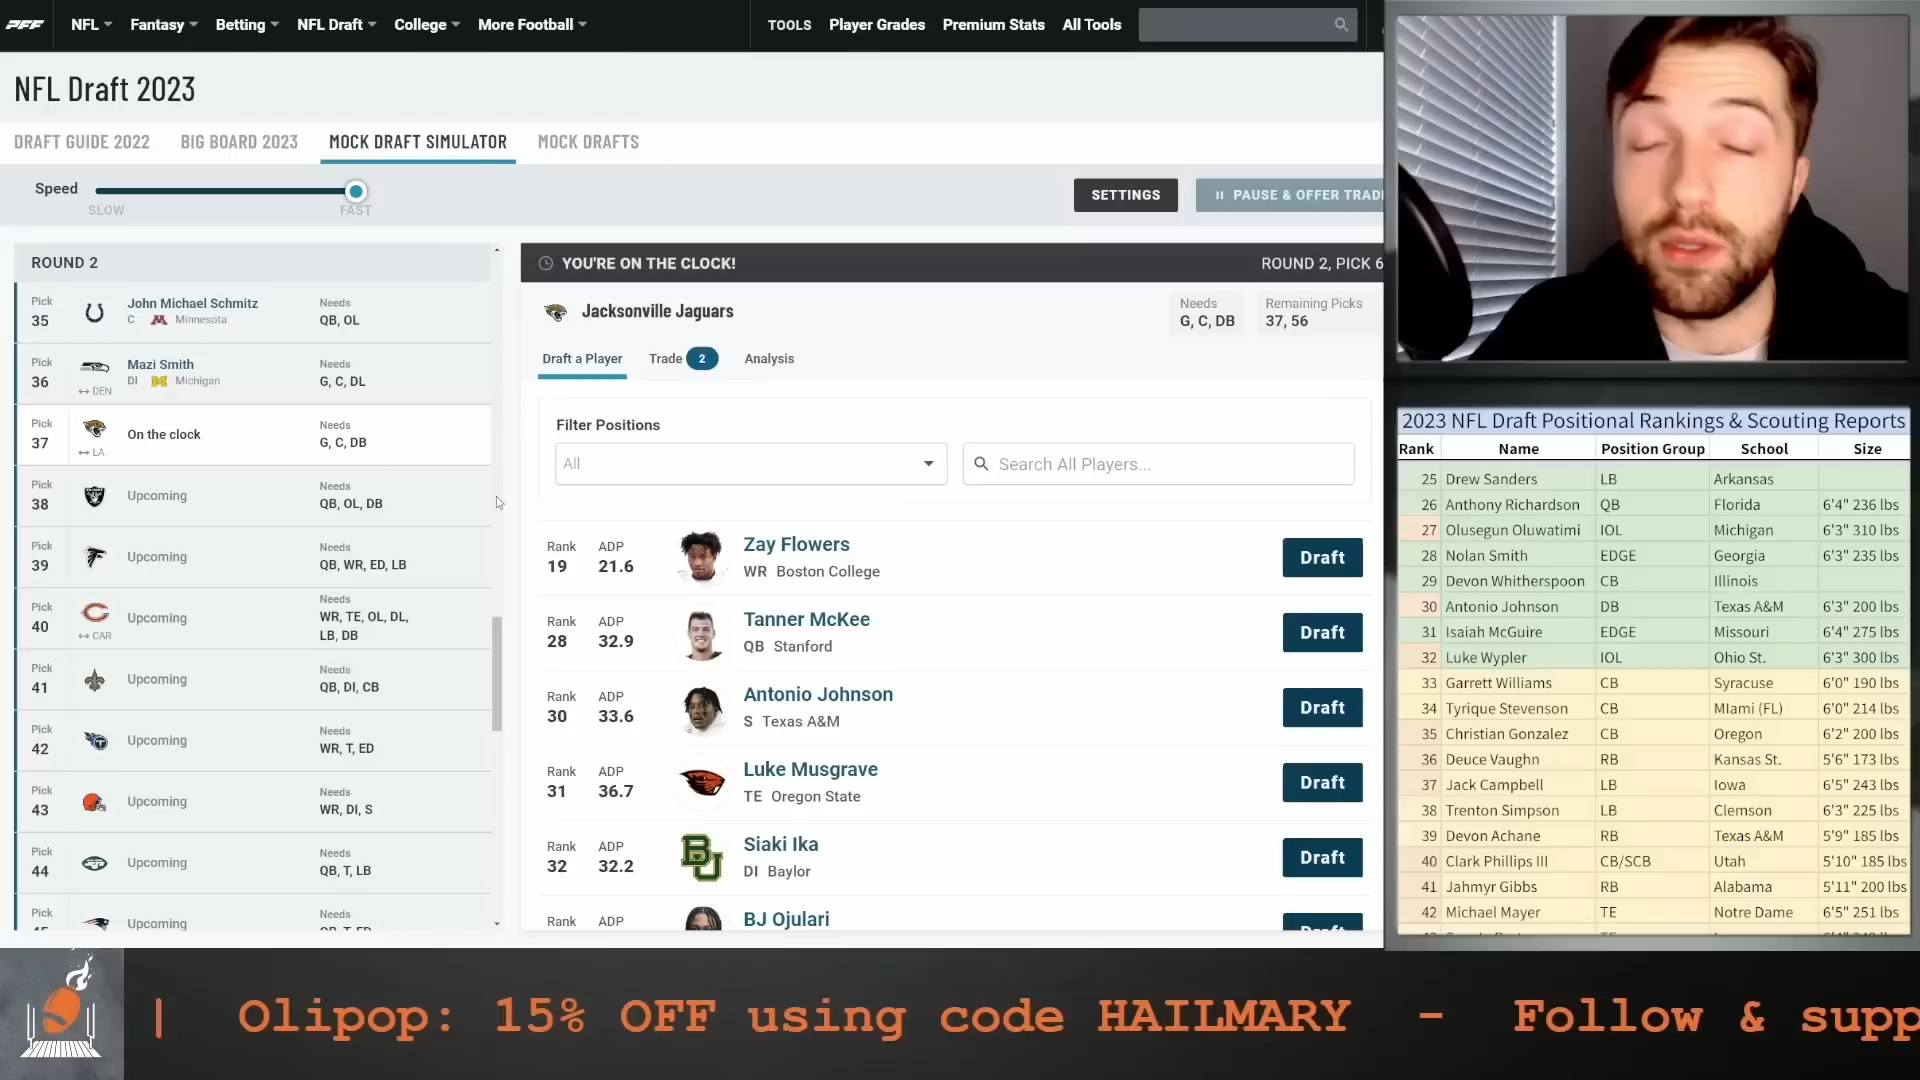 PFF NFL Fantasy Betting NFL Draft College More Football TOOLS Player Grades Premium Stats All Tools
NFL Draft 2023
DRAFT GUIDE 2022 BIG BOARD 2023 MOCK DRAFT SIMULATOR MOCK DRAFTS
Speed
SLOW FAST
SETTINGS PAUSE & OFFER TRAD
ROUND 2
Pick 35
John Michael Schmitz
C Minnesota
Needs
QB, OL
Pick 36
↔ DEN
Mazi Smith
DI Michigan
Needs
G, C, DL
Pick 37
↔ LA
On the clock
Needs
G, C, DB
Pick 38
Upcoming
Needs
QB, OL, DB
Pick 39
Upcoming
Needs
QB, WR, ED, LB
Pick 40
↔ CAR
Upcoming
Needs
WR, TE, OL, DL,
LB, DB
Pick 41
Upcoming
Needs
QB, DI, CB
Pick 42
Upcoming
Needs
WR, T, ED
Pick 43
Upcoming
Needs
WR, DI, S
Pick 44
Upcoming
Needs
QB, T, LB
Pick
Upcoming
Needs
YOU'RE ON THE CLOCK! ROUND 2, PICK 6
Jacksonville Jaguars
Needs
G, C, DB
Remaining Picks
37, 56
Draft a Player Trade 2 Analysis
Filter Positions
All Search All Players...
Rank 19 ADP 21.6
Zay Flowers
WR Boston College
Draft
Rank 28 ADP 32.9
Tanner McKee
QB Stanford
Draft
Rank 30 ADP 33.6
Antonio Johnson
S Texas A&M
Draft
Rank 31 ADP 36.7
Luke Musgrave
TE Oregon State
Draft
Rank 32 ADP 32.2
BU
Siaki Ika
DI Baylor
Draft
Rank ADP
BJ Ojulari
Draft
2023 NFL Draft Positional Rankings & Scouting Reports
Rank Name Position Group School Size
25 Drew Sanders LB Arkansas
26 Anthony Richardson QB Florida 6'4" 236 lbs
27 Olusegun Oluwatimi IOL Michigan 6'3" 310 lbs
28 Nolan Smith EDGE Georgia 6'3" 235 lbs
29 Devon Whitherspoon CB Illinois
30 Antonio Johnson DB Texas A&M 6'3" 200 lbs
31 Isaiah McGuire EDGE Missouri 6'4" 275 lbs
32 Luke Wypler IOL Ohio St. 6'3" 300 lbs
33 Garrett Williams CB Syracuse 6'0" 190 lbs
34 Tyrique Stevenson CB MIami (FL) 6'0" 214 lbs
35 Christian Gonzalez CB Oregon 6'2" 200 lbs
36 Deuce Vaughn RB Kansas St. 5'6" 173 lbs
37 Jack Campbell LB Iowa 6'5" 243 lbs
38 Trenton Simpson LB Clemson 6'3" 225 lbs
39 Devon Achane RB Texas A&M 5'9" 185 lbs
40 Clark Phillips III CB/SCB Utah 5'10" 185 lbs
41 Jahmyr Gibbs RB Alabama 5'11" 200 lbs
42 Michael Mayer TE Notre Dame 6'5" 251 lbs
| Olipop: 15% OFF using code HAILMARY - Follow & supp